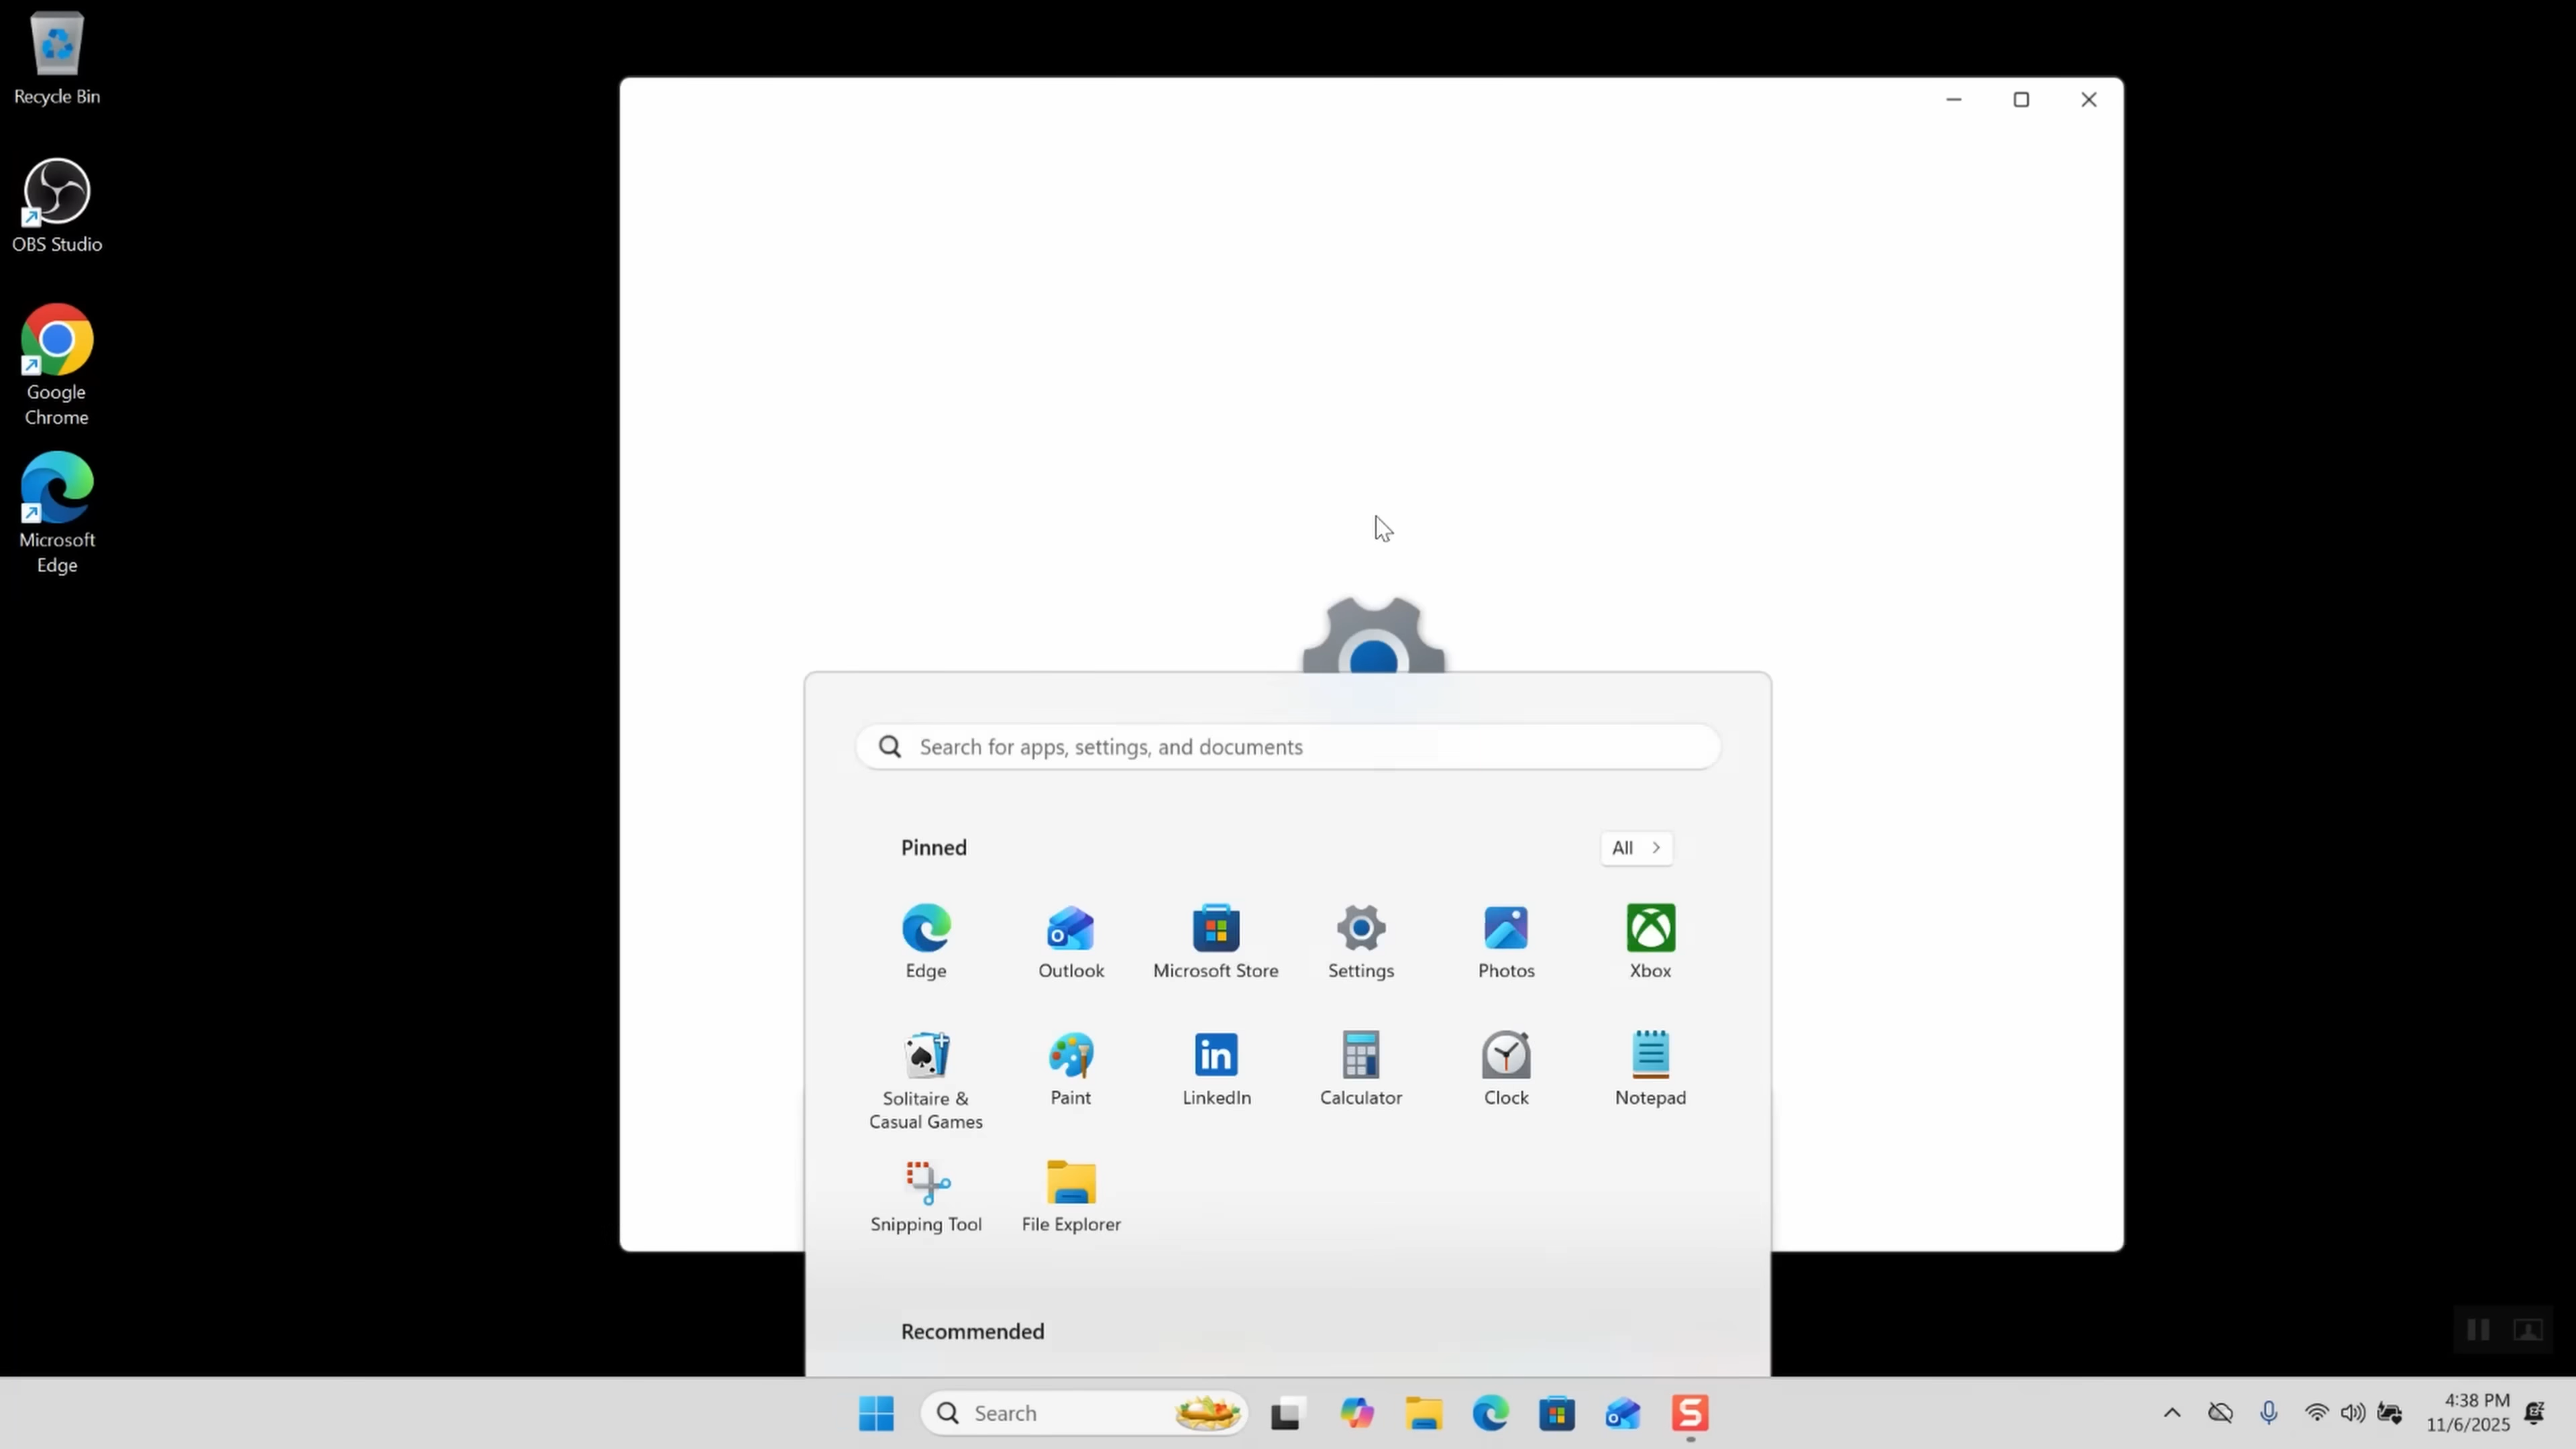 Recycle Bin
OBS Studio
Google
Chrome
Microsoft
Edge
Search for apps, settings, and documents
Pinned
All
Edge
Outlook
Microsoft Store
Settings
Photos
Xbox
Solitaire &
Casual Games
Paint
LinkedIn
Calculator
Clock
Notepad
Snipping Tool
File Explorer
Recommended
Search
4:38 PM
11/6/2025